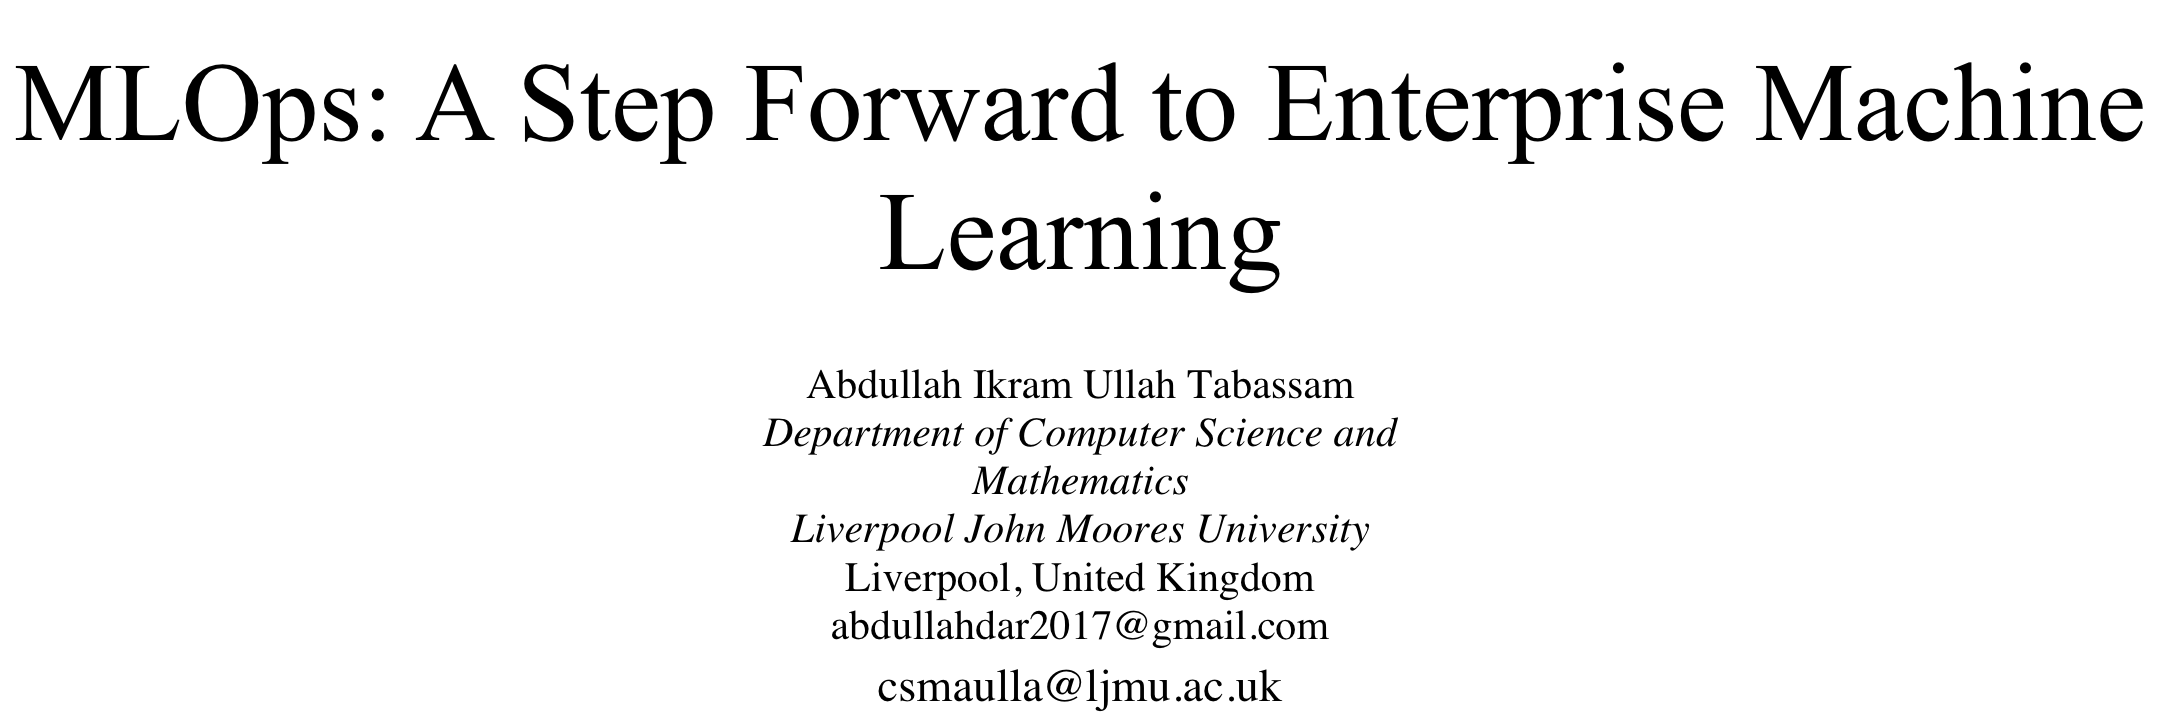 MLOps: A Step Forward to Enterprise Machine
Learning
Abdullah Ikram Ullah Tabassam
Department of Computer Science and
Mathematics
Liverpool John Moores University
Liverpool, United Kingdom
abdullahdar2017@gmail.com
csmaulla@ljmu.ac.uk